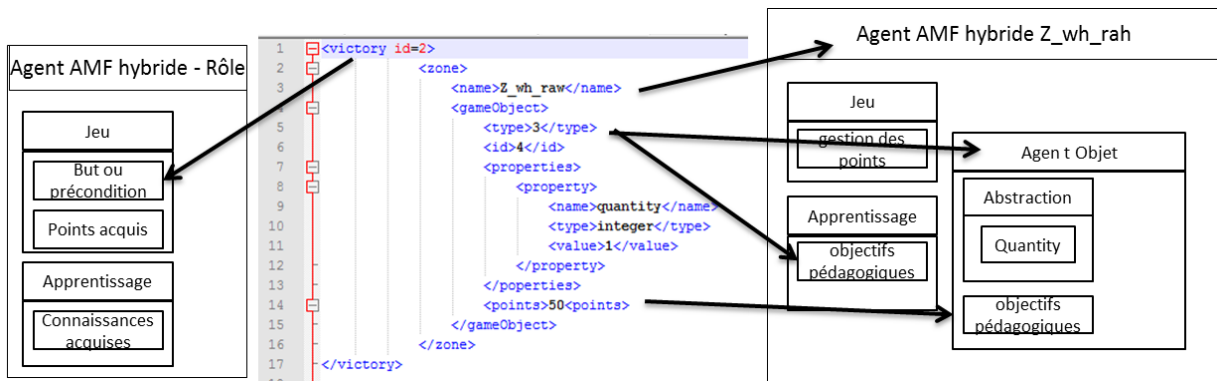 Agent AMF hybride - Rôle
Jeu
But ou
précondition
Points acquis
Apprentissage
Connaissances
acquises
1 <victory id=2>
2 <zone>
3 <name>Z_wh_raw</name>
4 <gameObject>
5 <type>3</type>
6 <id>4</id>
7 <properties>
8 <property>
9 <name>quantity</name>
10 <type>integer</type>
11 <value>1</value>
12 </property>
13 </poperties>
14 <points>50<points>
15 </gameObject>
16 </zone>
17 </victory>
Agent AMF hybride Z_wh_rah
Jeu
gestion des
points
Apprentissage
objectifs
pédagogiques
Agen t Objet
Abstraction
Quantity
objectifs
pédagogiques